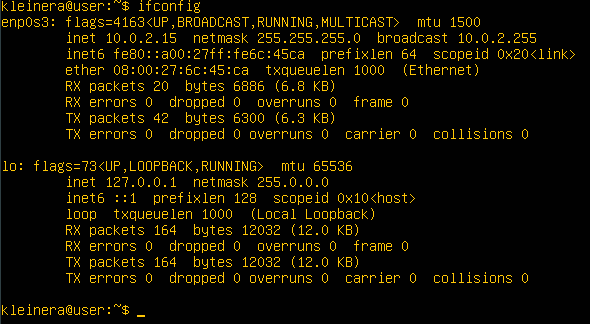 kleinera@user:~$ ifconfig
enp0s3: flags=4163<UP,BROADCAST,RUNNING,MULTICAST>  mtu 1500
        inet 10.0.2.15  netmask 255.255.255.0  broadcast 10.0.2.255
        inet6 fe80::a00:27ff:fe6c:45ca  prefixlen 64  scopeid 0x20<link>
        ether 08:00:27:6c:45:ca  txqueuelen 1000  (Ethernet)
        RX packets 20  bytes 6886 (6.8 KB)
        RX errors 0  dropped 0  overruns 0  frame 0
        TX packets 42  bytes 6300 (6.3 KB)
        TX errors 0  dropped 0 overruns 0  carrier 0  collisions 0
lo: flags=73<UP,LOOPBACK,RUNNING>  mtu 65536
        inet 127.0.0.1  netmask 255.0.0.0
        inet6 ::1  prefixlen 128  scopeid 0x10<host>
        loop  txqueuelen 1000  (Local Loopback)
        RX packets 164  bytes 12032 (12.0 KB)
        RX errors 0  dropped 0  overruns 0  frame 0
        TX packets 164  bytes 12032 (12.0 KB)
        TX errors 0  dropped 0 overruns 0  carrier 0  collisions 0
kleinera@user:~$ _